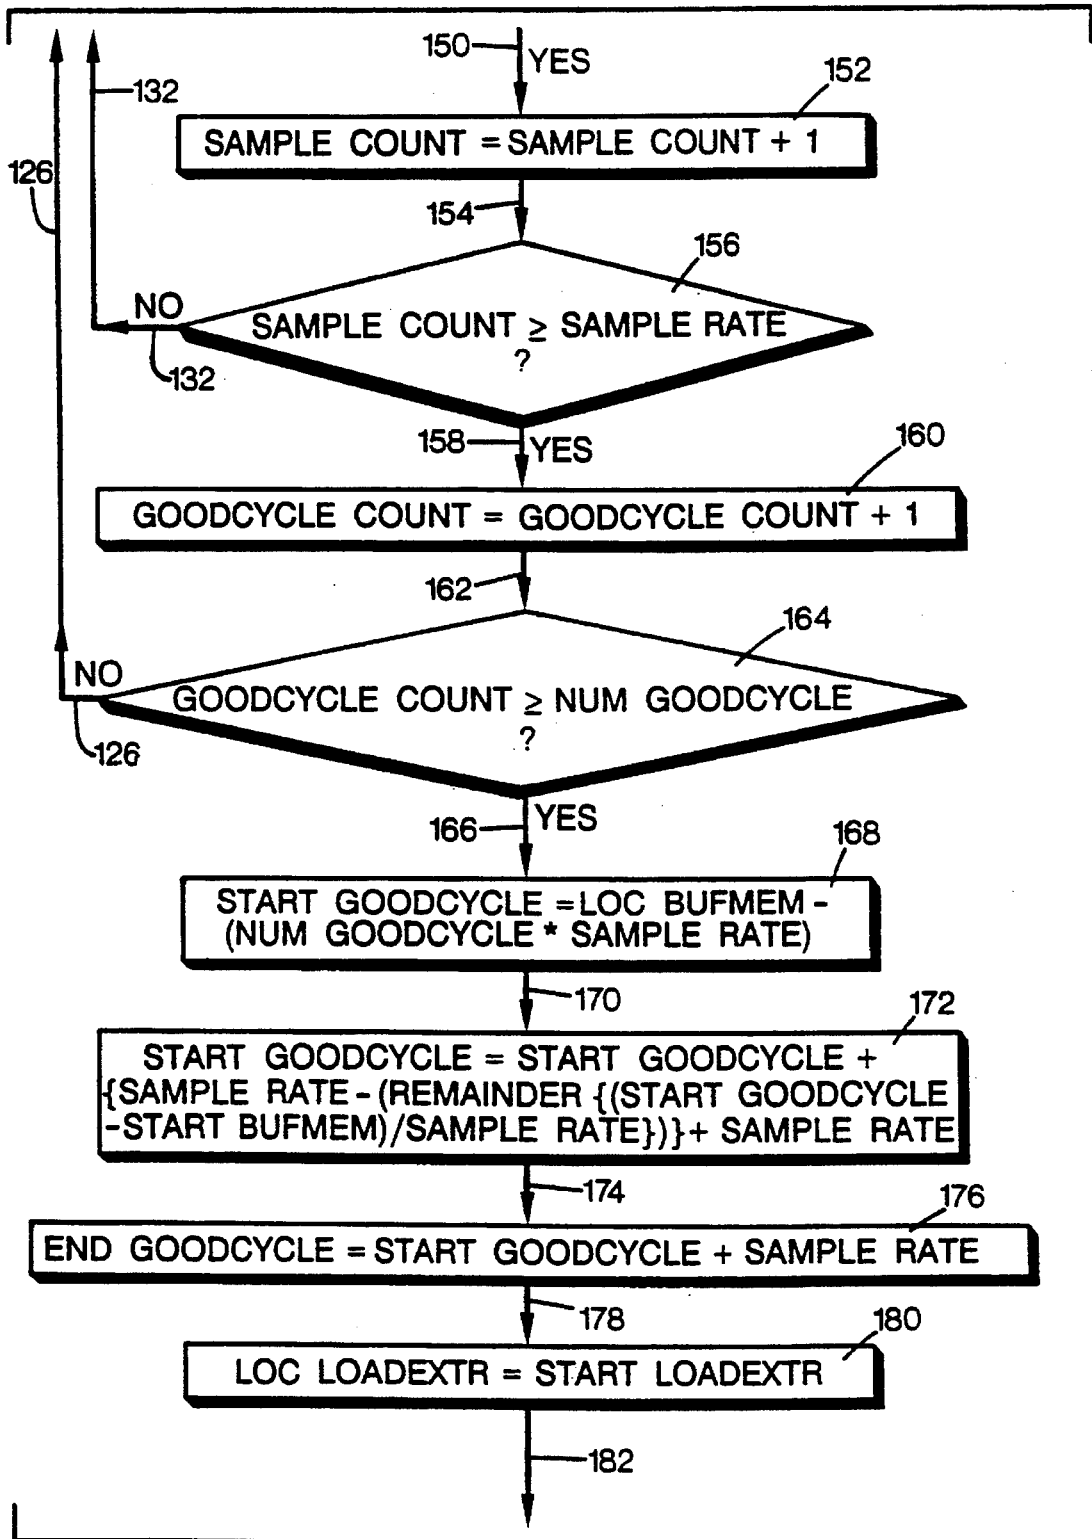 150
YES
132
152
SAMPLE COUNT = SAMPLE COUNT + 1
126
154
156
NO
SAMPLE COUNT ≥ SAMPLE RATE
?
132
158
YES
160
GOODCYCLE COUNT = GOODCYCLE COUNT + 1
162
164
NO
GOODCYCLE COUNT ≥ NUM GOODCYCLE
?
126
166
YES
168
START GOODCYCLE = LOC BUFMEM -
(NUM GOODCYCLE * SAMPLE RATE)
170
172
START GOODCYCLE = START GOODCYCLE +
{SAMPLE RATE - (REMAINDER {(START GOODCYCLE
-START BUFMEM)/SAMPLE RATE})} + SAMPLE RATE
174
176
END GOODCYCLE = START GOODCYCLE + SAMPLE RATE
178
180
LOC LOADEXTR = START LOADEXTR
182